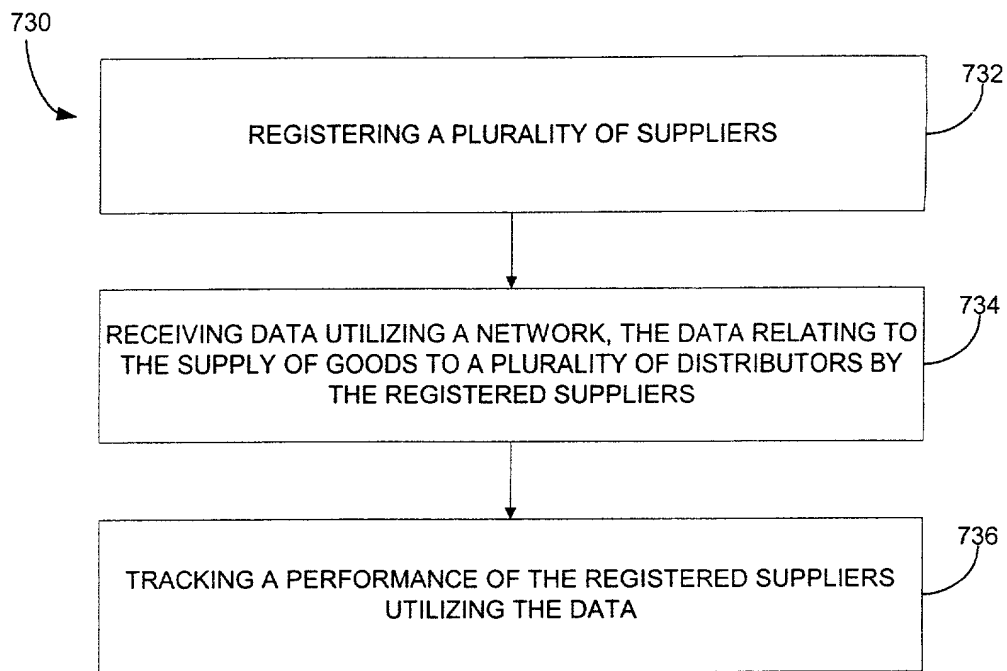 730
732
REGISTERING A PLURALITY OF SUPPLIERS
734
RECEIVING DATA UTILIZING A NETWORK, THE DATA RELATING TO
THE SUPPLY OF GOODS TO A PLURALITY OF DISTRIBUTORS BY
THE REGISTERED SUPPLIERS
736
TRACKING A PERFORMANCE OF THE REGISTERED SUPPLIERS
UTILIZING THE DATA